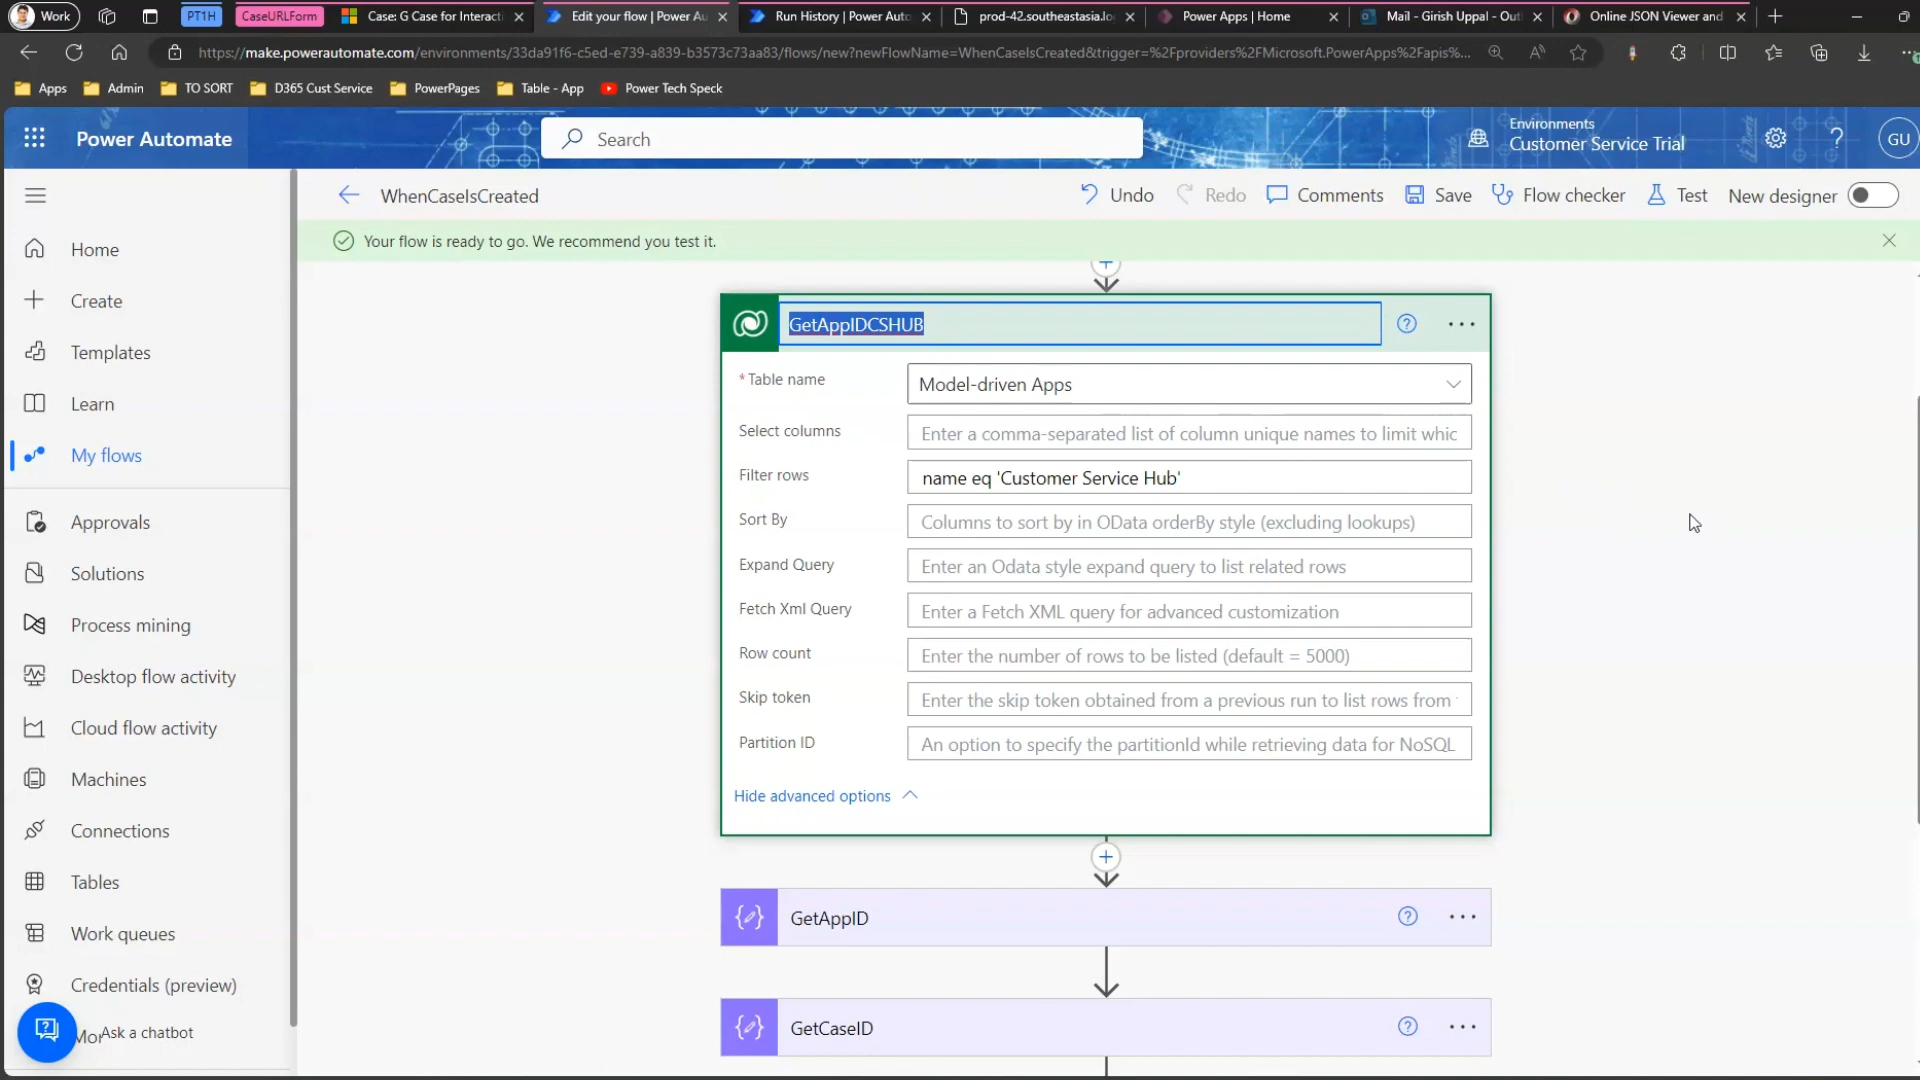 Work
PT1H
CaseURLForm
Case: G Case for Interacti
Edit your flow | Power Au
Run History | Power Auto
prod-42.southeastasia.lo
Power Apps | Home
Mail - Girish Uppal - Out
Online JSON Viewer and
https://make.powerautomate.com/environments/33da91f6-c5ed-e739-a839-b3573c73aa83/flows/new?newFlowName=WhenCaseIsCreated&trigger=%2Fproviders%2FMicrosoft.PowerApps%2Fapis%...
Apps
Admin
TO SORT
D365 Cust Service
PowerPages
Table - App
Power Tech Speck
Power Automate
Search
Environments
Customer Service Trial
GU
WhenCaseIsCreated
Undo
Redo
Comments
Save
Flow checker
Test
New designer
Your flow is ready to go. We recommend you test it.
Home
Create
Templates
Learn
My flows
Approvals
Solutions
Process mining
Desktop flow activity
Cloud flow activity
Machines
Connections
Tables
Work queues
Credentials (preview)
Ask a chatbot
GetAppIDCSHUB
* Table name
Model-driven Apps
Select columns
Enter a comma-separated list of column unique names to limit whic
Filter rows
name eq 'Customer Service Hub'
Sort By
Columns to sort by in OData orderBy style (excluding lookups)
Expand Query
Enter an Odata style expand query to list related rows
Fetch Xml Query
Enter a Fetch XML query for advanced customization
Row count
Enter the number of rows to be listed (default = 5000)
Skip token
Enter the skip token obtained from a previous run to list rows from
Partition ID
An option to specify the partitionId while retrieving data for NoSQL
Hide advanced options
GetAppID
GetCaseID